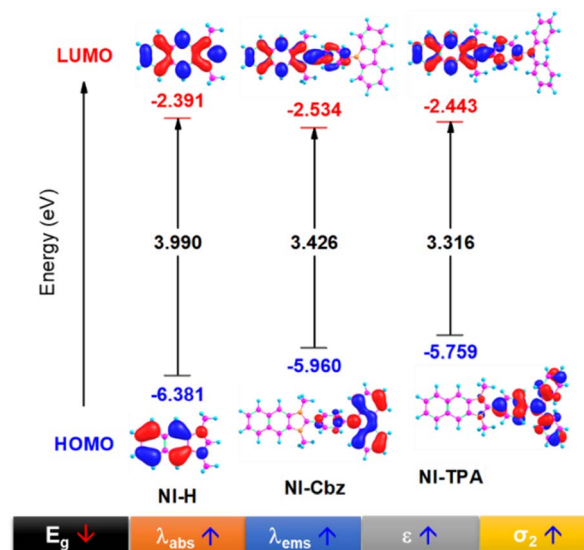 LUMO
-2.391
-2.534
-2.443
Energy (eV)
3.990
3.426
3.316
-6.381
-5.960
-5.759
HOMO
NI-H
NI-Cbz
NI-TPA
Eg ↓
λabs ↑
λems ↑
ε ↑
σ2 ↑